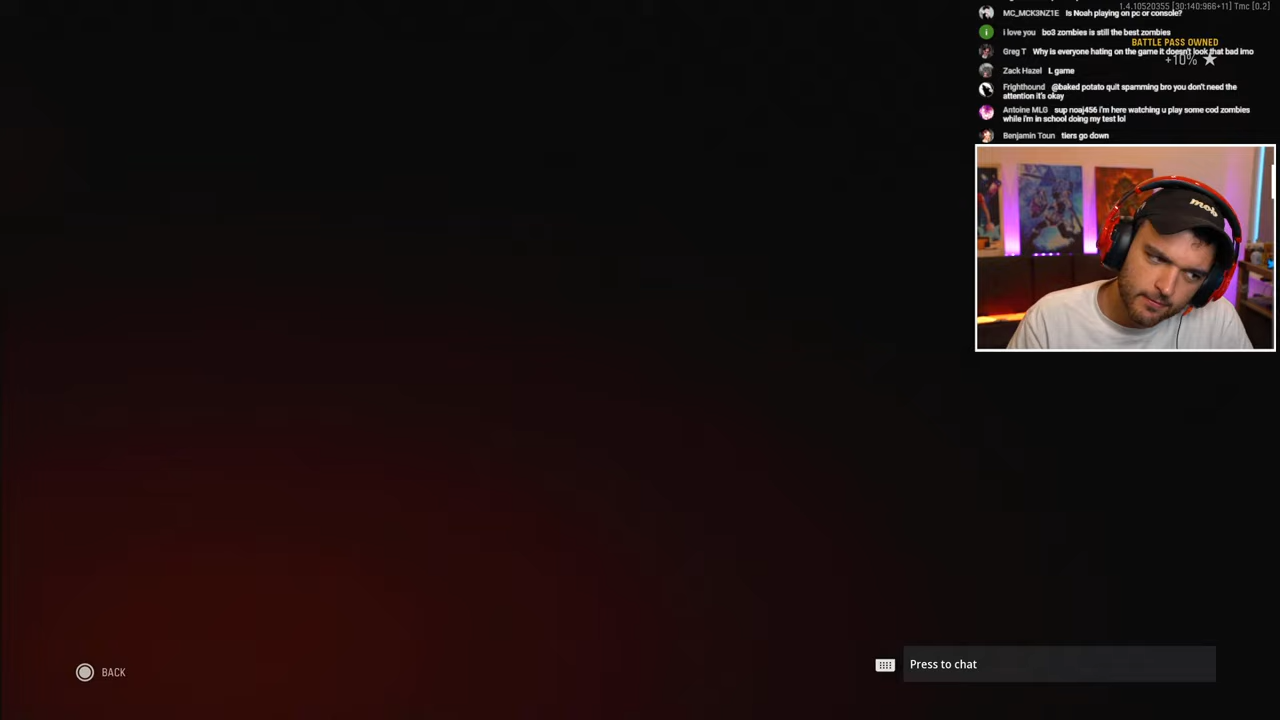 1.4.10520355 [30:140:966+11] Tmc [0.2]
MC_MCK3NZ1E Is Noah playing on pc or console?
i love you bo3 zombies is still the best zombies
BATTLE PASS OWNED
Greg T Why is everyone hating on the game it doesn't look that bad imo
+10%
Zack Hazel L game
Frighthound @baked potato quit spamming bro you don't need the
attention it's okay
Antoine MLG sup noaj456 i'm here watching u play some cod zombies
while i'm in school doing my test lol
Benjamin Toun tiers go down
mob
BACK
Press to chat